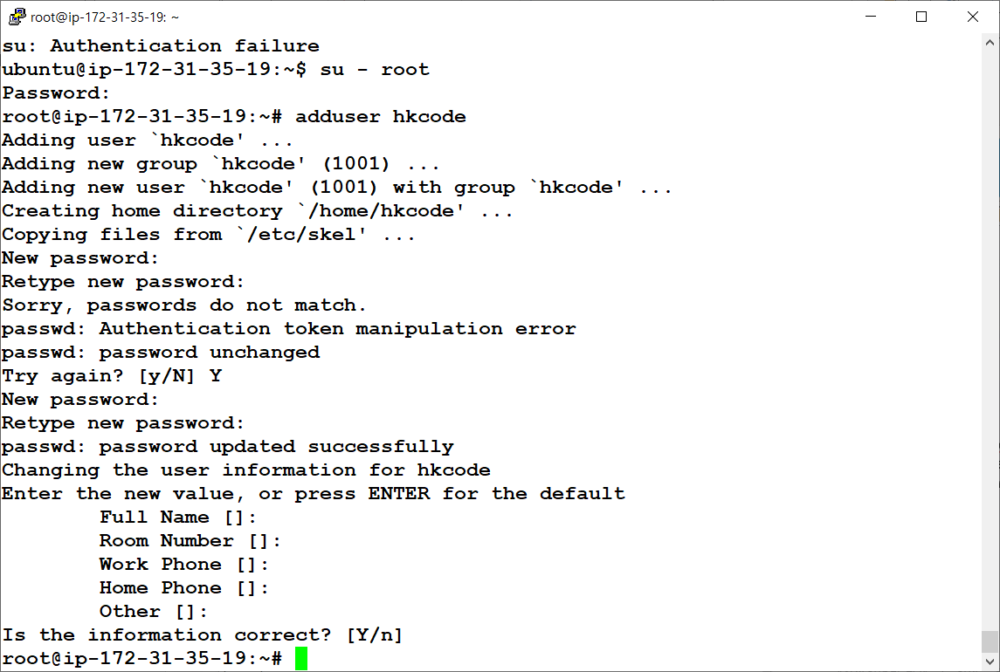 root@ip-172-31-35-19: ~
su: Authentication failure
ubuntu@ip-172-31-35-19:~$ su - root
Password:
root@ip-172-31-35-19:~# adduser hkcode
Adding user `hkcode' ...
Adding new group `hkcode' (1001) ...
Adding new user `hkcode' (1001) with group `hkcode' ...
Creating home directory `/home/hkcode' ...
Copying files from `/etc/skel' ...
New password:
Retype new password:
Sorry, passwords do not match.
passwd: Authentication token manipulation error
passwd: password unchanged
Try again? [y/N] Y
New password:
Retype new password:
passwd: password updated successfully
Changing the user information for hkcode
Enter the new value, or press ENTER for the default
        Full Name []:
        Room Number []:
        Work Phone []:
        Home Phone []:
        Other []:
Is the information correct? [Y/n]
root@ip-172-31-35-19:~#